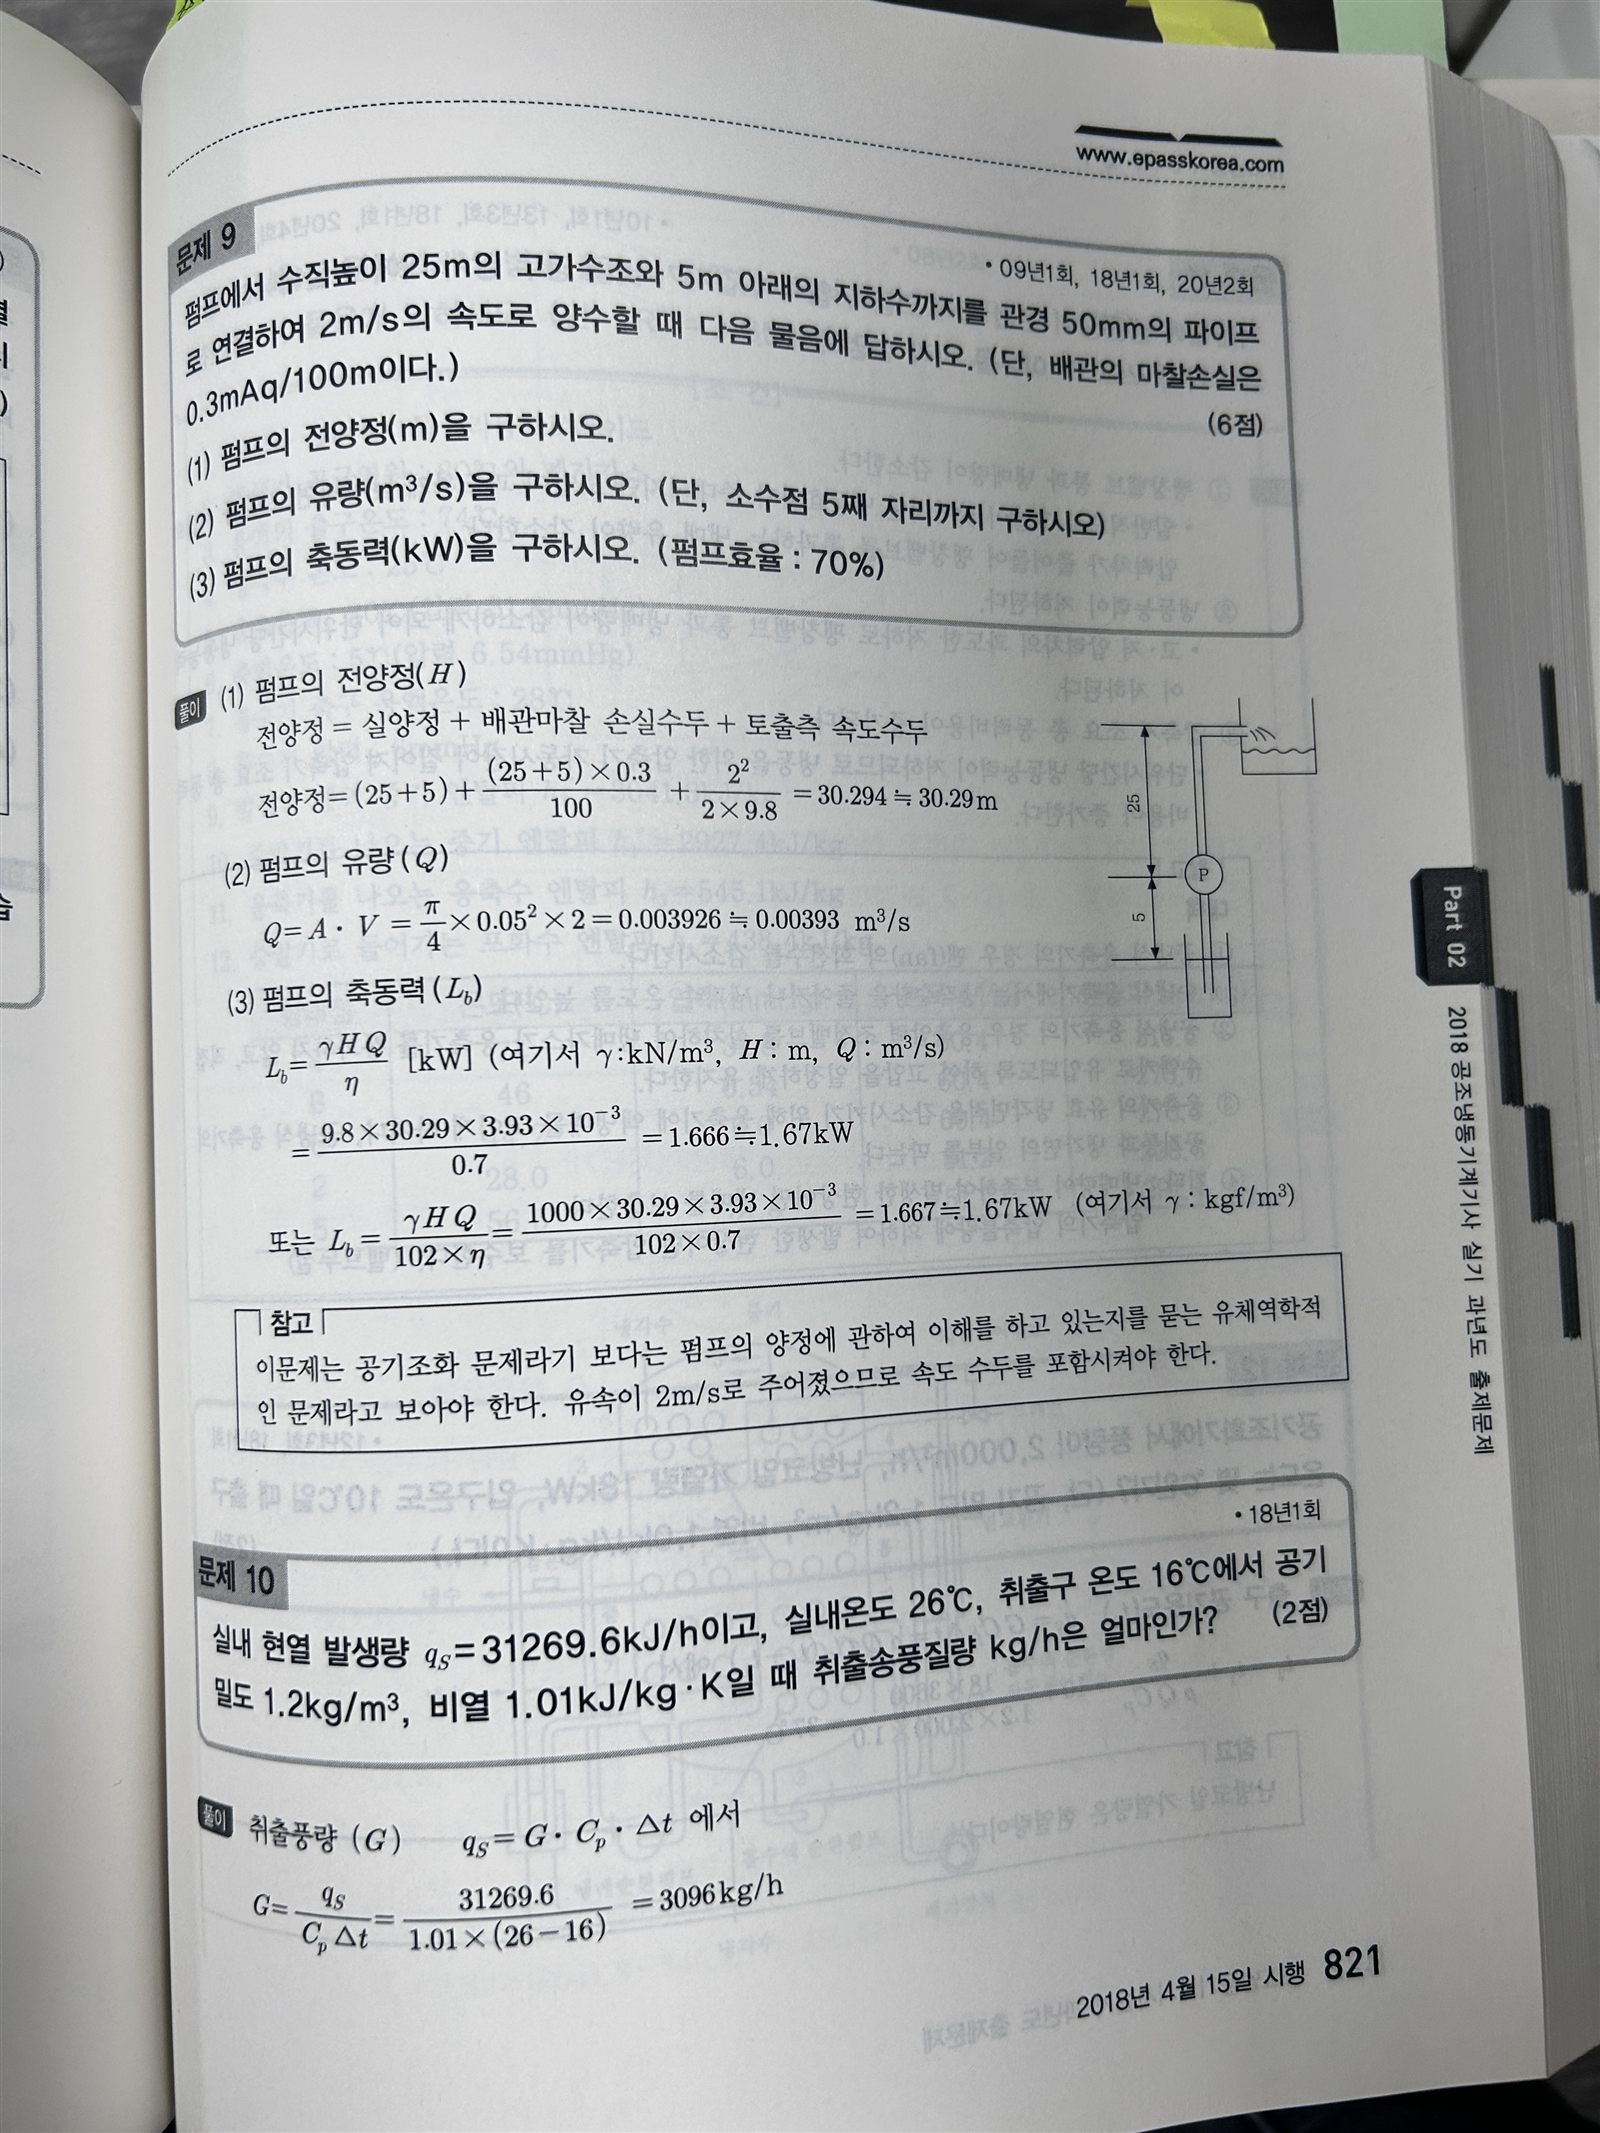 www.epasskorea.com
문제 9
• 09년1회, 18년1회, 20년2회
펌프에서 수직높이 25m의 고가수조와 5m 아래의 지하수까지를 관경 50mm의 파이프
로 연결하여 2m/s의 속도로 양수할 때 다음 물음에 답하시오. (단, 배관의 마찰손실은
0.3mAq/100m이다.)
(6점)
(1) 펌프의 전양정(m)을 구하시오.
(2) 펌프의 유량(m³/s)을 구하시오. (단, 소수점 5째 자리까지 구하시오)
(3) 펌프의 축동력(kW)을 구하시오. (펌프효율 : 70%)
풀이 (1) 펌프의 전양정(H)
전양정 = 실양정 + 배관마찰 손실수두 + 토출측 속도수두
전양정 = (25+5) + (25+5)×0.3/100 + 2²/2×9.8 = 30.294 ≒ 30.29m
(2) 펌프의 유량(Q)
Q = A · V = π/4 × 0.05² × 2 = 0.003926 ≒ 0.00393 m³/s
(3) 펌프의 축동력(L_b)
L_b = γHQ/η [kW] (여기서 γ:kN/m³, H : m, Q : m³/s)
= 9.8×30.29×3.93×10⁻³/0.7 = 1.666≒1.67kW
또는 L_b = γHQ/102×η = 1000×30.29×3.93×10⁻³/102×0.7 = 1.667≒1.67kW (여기서 γ : kgf/m³)
25
P
5
참고
이문제는 공기조화 문제라기 보다는 펌프의 양정에 관하여 이해를 하고 있는지를 묻는 유체역학적
인 문제라고 보아야 한다. 유속이 2m/s로 주어졌으므로 속도 수두를 포함시켜야 한다.
• 18년1회
문제 10
실내 현열 발생량 q_S=31269.6kJ/h이고, 실내온도 26℃, 취출구 온도 16℃에서 공기
밀도 1.2kg/m³, 비열 1.01kJ/kg·K일 때 취출송풍질량 kg/h은 얼마인가? (2점)
풀이 취출풍량 (G) q_S = G · C_p · Δt 에서
G = q_S/C_p Δt = 31269.6/1.01×(26−16) = 3096kg/h
Part 02
2018 공조냉동기계기사 실기 과년도 출제문제
2018년 4월 15일 시행 821